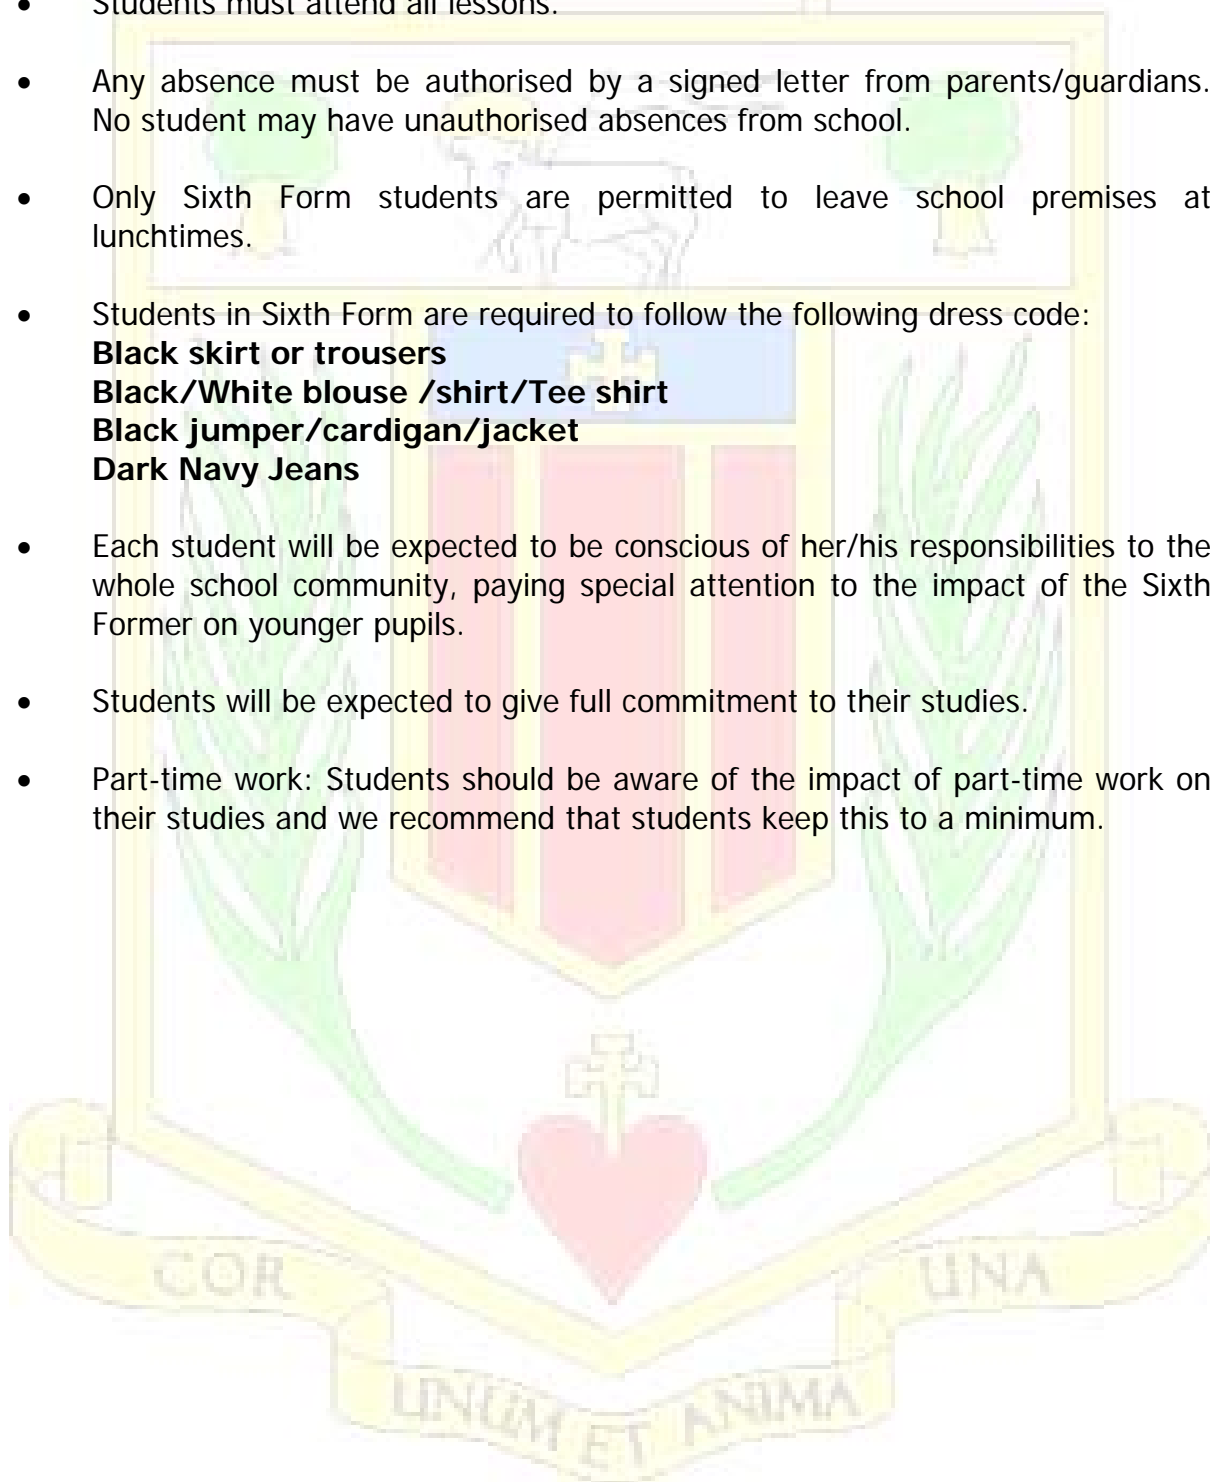 • Students must attend all lessons.
• Any absence must be authorised by a signed letter from parents/guardians.
No student may have unauthorised absences from school.
• Only Sixth Form students are permitted to leave school premises at
lunchtimes.
• Students in Sixth Form are required to follow the following dress code:
Black skirt or trousers
Black/White blouse /shirt/Tee shirt
Black jumper/cardigan/jacket
Dark Navy Jeans
• Each student will be expected to be conscious of her/his responsibilities to the
whole school community, paying special attention to the impact of the Sixth
Former on younger pupils.
• Students will be expected to give full commitment to their studies.
• Part-time work: Students should be aware of the impact of part-time work on
their studies and we recommend that students keep this to a minimum.
COR UNUM ET ANIMA UNA